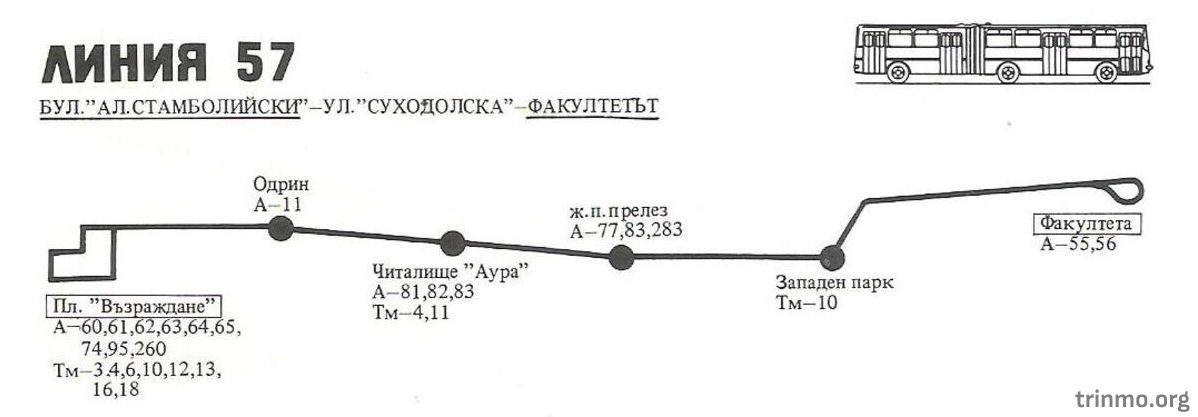 ЛИНИЯ 57
БУЛ."АЛ.СТАМБОЛИЙСКИ"–УЛ."СУХОДОЛСКА"–ФАКУЛТЕТЪТ
Одрин
А–11
ж.п.прелез
А–77,83,283
Факултета
А–55,56
Читалище "Аура"
А–81,82,83
Тм–4,11
Западен парк
Тм–10
Пл. "Възраждане"
А–60,61,62,63,64,65,
74,95,260
Тм–3.4,6,10,12,13,
16,18
trinmo.org